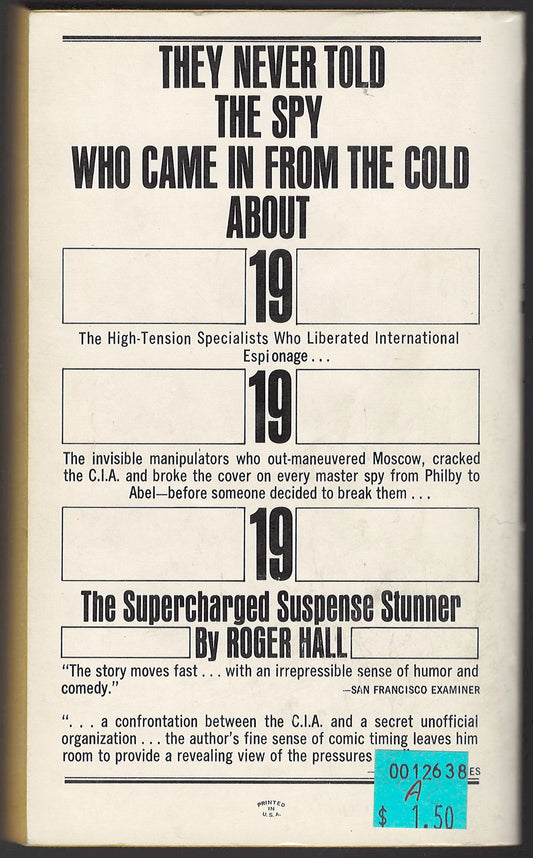 THEY NEVER TOLD
THE SPY
WHO CAME IN FROM THE COLD
ABOUT
19
The High-Tension Specialists Who Liberated International
Espionage . . .
19
The invisible manipulators who out-maneuvered Moscow, cracked
the C.I.A. and broke the cover on every master spy from Philby to
Abel—before someone decided to break them . . .
19
The Supercharged Suspense Stunner
By ROGER HALL
“The story moves fast . . . with an irrepressible sense of humor and
comedy.”
—SAN FRANCISCO EXAMINER
“. . . a confrontation between the C.I.A. and a secret unofficial
organization . . . the author’s fine sense of comic timing leaves him
room to provide a revealing view of the pressures
ES
0012638
A
$ 1.50
PRINTED
IN
U.S.A.